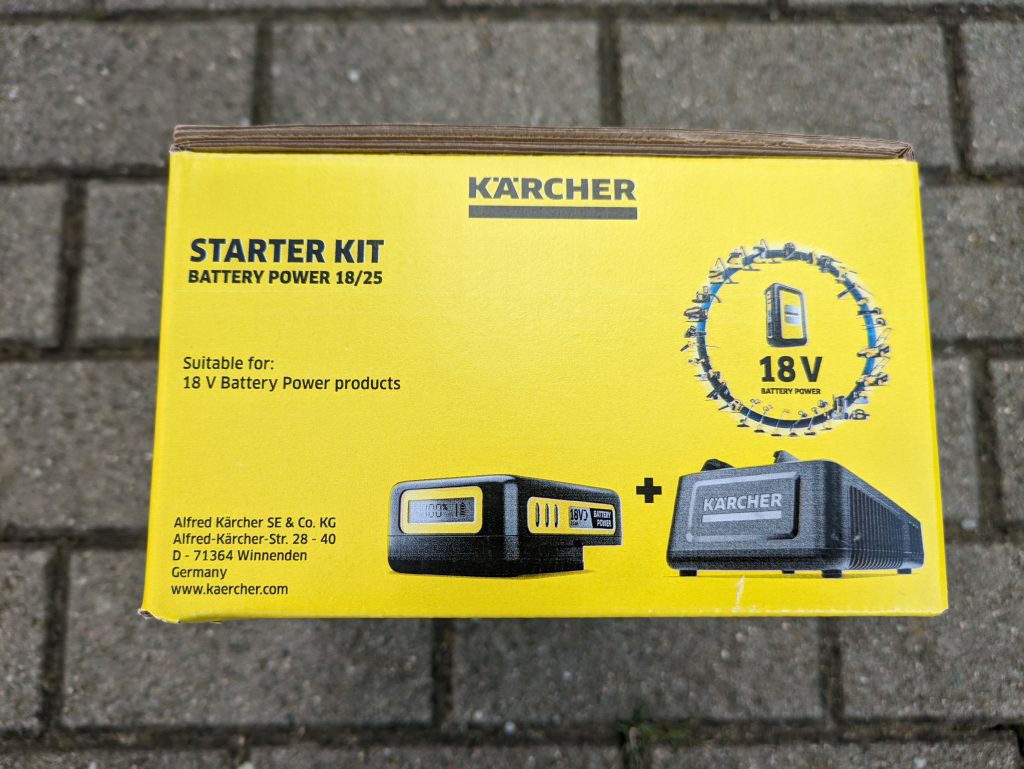 KÄRCHER
STARTER KIT
BATTERY POWER 18/25
18 V
BATTERY POWER
Suitable for:
18 V Battery Power products
100%
18V
BATTERY
POWER
+
KÄRCHER
Alfred Kärcher SE & Co. KG
Alfred-Kärcher-Str. 28 - 40
D - 71364 Winnenden
Germany
www.kaercher.com